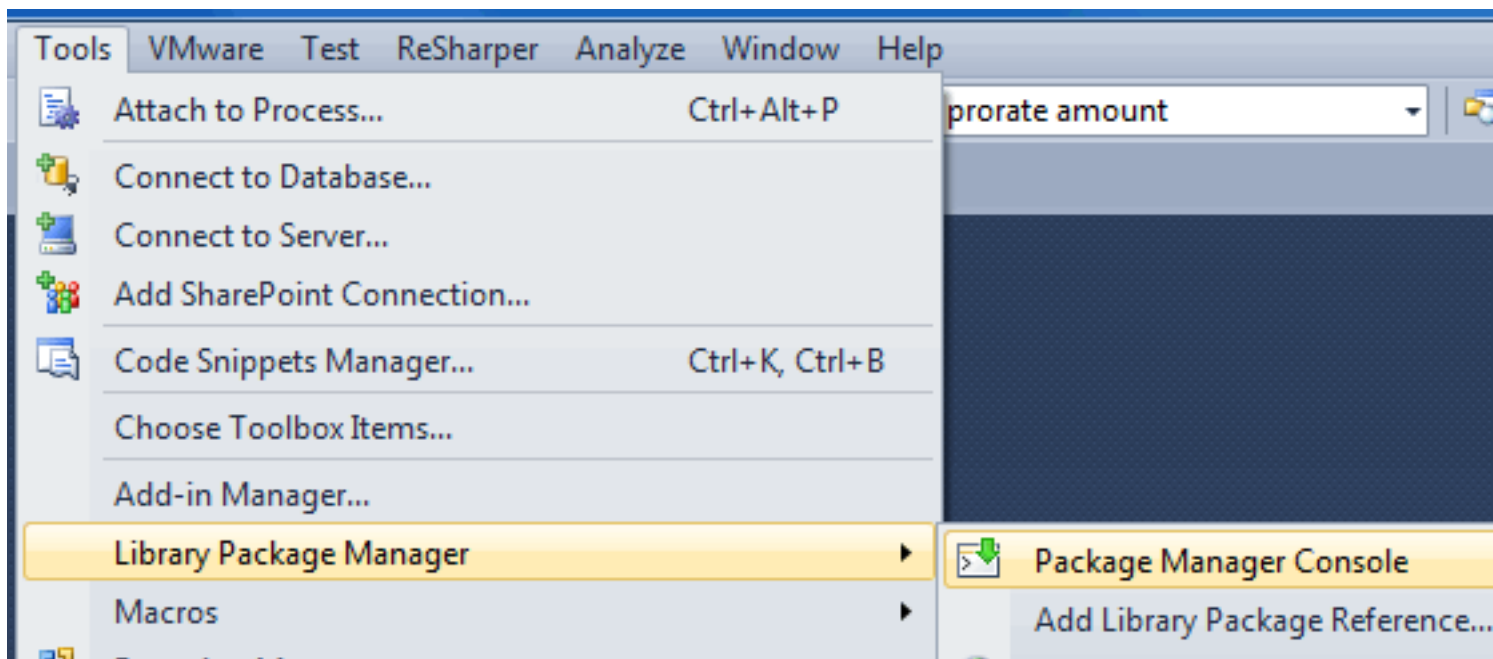 Tools VMware Test ReSharper Analyze Window Help
Attach to Process... Ctrl+Alt+P
prorate amount
Connect to Database...
Connect to Server...
Add SharePoint Connection...
Code Snippets Manager... Ctrl+K, Ctrl+B
Choose Toolbox Items...
Add-in Manager...
Library Package Manager
Package Manager Console
Macros
Add Library Package Reference...